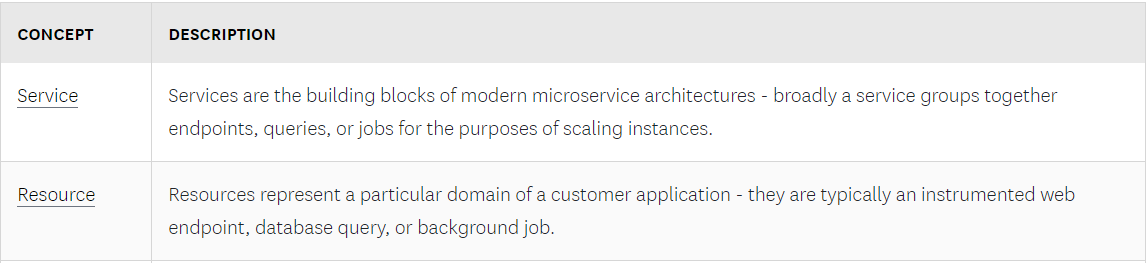 CONCEPT DESCRIPTION
Service
Services are the building blocks of modern microservice architectures - broadly a service groups together
endpoints, queries, or jobs for the purposes of scaling instances.
Resource
Resources represent a particular domain of a customer application - they are typically an instrumented web
endpoint, database query, or background job.